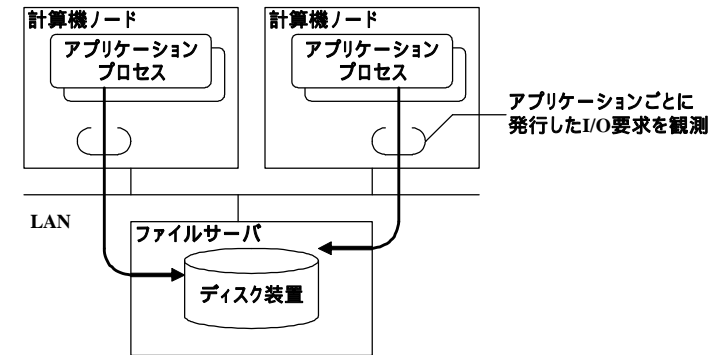 計算機ノード
アプリケーション
プロセス
計算機ノード
アプリケーション
プロセス
アプリケーションごとに
発行したI/O要求を観測
LAN
ファイルサーバ
ディスク装置